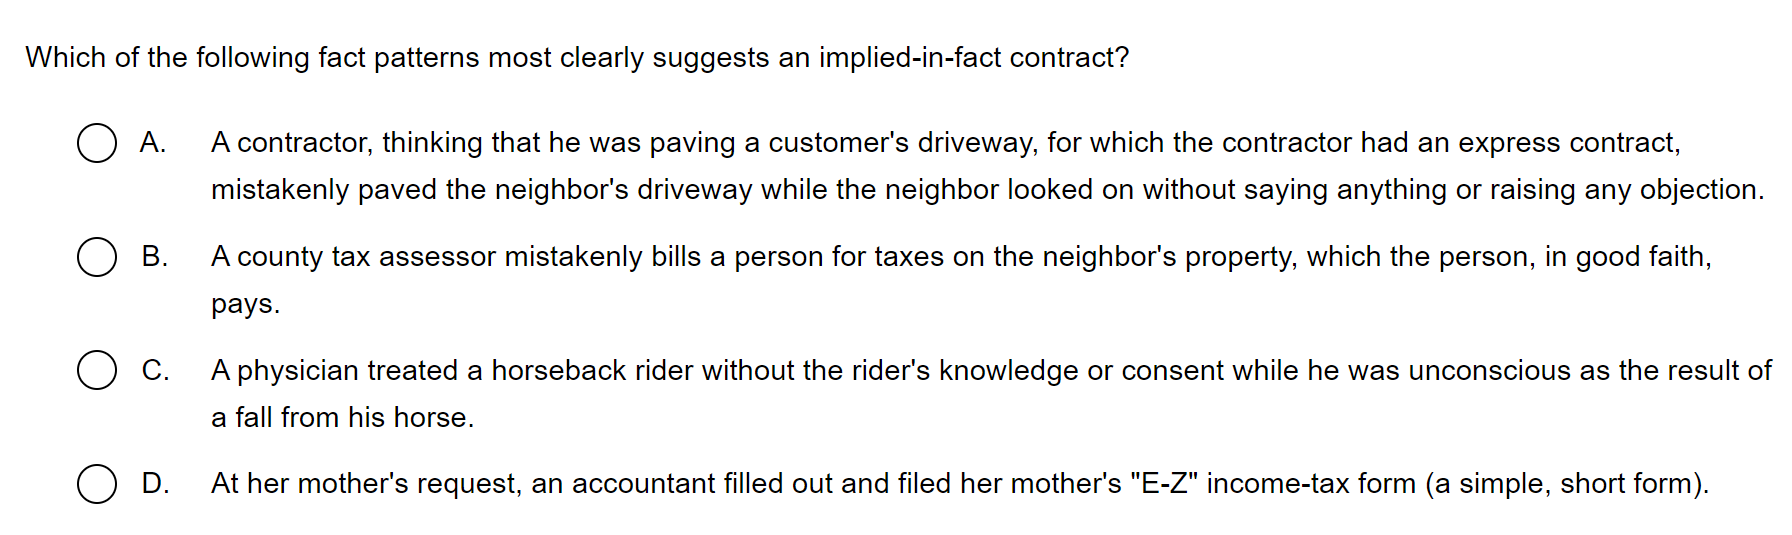 Which of the following fact patterns most clearly suggests an implied-in-fact contract?
A. A contractor, thinking that he was paving a customer's driveway, for which the contractor had an express contract,
mistakenly paved the neighbor's driveway while the neighbor looked on without saying anything or raising any objection.
B. A county tax assessor mistakenly bills a person for taxes on the neighbor's property, which the person, in good faith,
pays.
C. A physician treated a horseback rider without the rider's knowledge or consent while he was unconscious as the result of
a fall from his horse.
D. At her mother's request, an accountant filled out and filed her mother's "E-Z" income-tax form (a simple, short form).